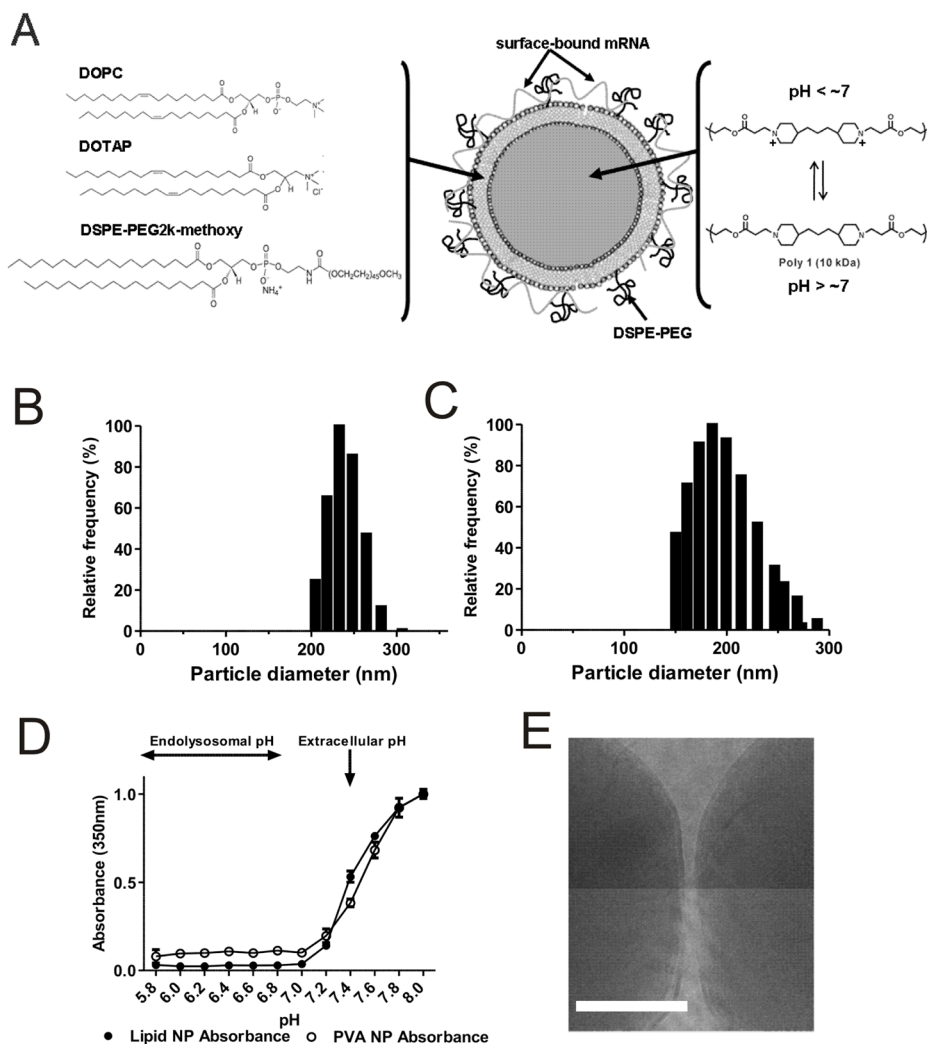 A
surface-bound mRNA
DOPC
O
O
P
O
N+
DOTAP
O
N+
H
Cl-
DSPE-PEG2k-methoxy
O
O
P
O
N
H
(OCH2CH2)45OCH3
NH4+
DSPE-PEG
pH < ~7
O
N
+
N
+
O
O
N
N
O
Poly 1 (10 kDa)
pH > ~7
B
Relative frequency (%)
100
80
60
40
20
0
0 100 200 300
Particle diameter (nm)
C
Relative frequency (%)
100
80
60
40
20
0
0 100 200 300
Particle diameter (nm)
D
Endolysosomal pH Extracellular pH
Absorbance (350nm)
1.0
0.5
0.0
5.8 6.0 6.2 6.4 6.6 6.8 7.0 7.2 7.4 7.6 7.8 8.0
pH
Lipid NP Absorbance PVA NP Absorbance
E